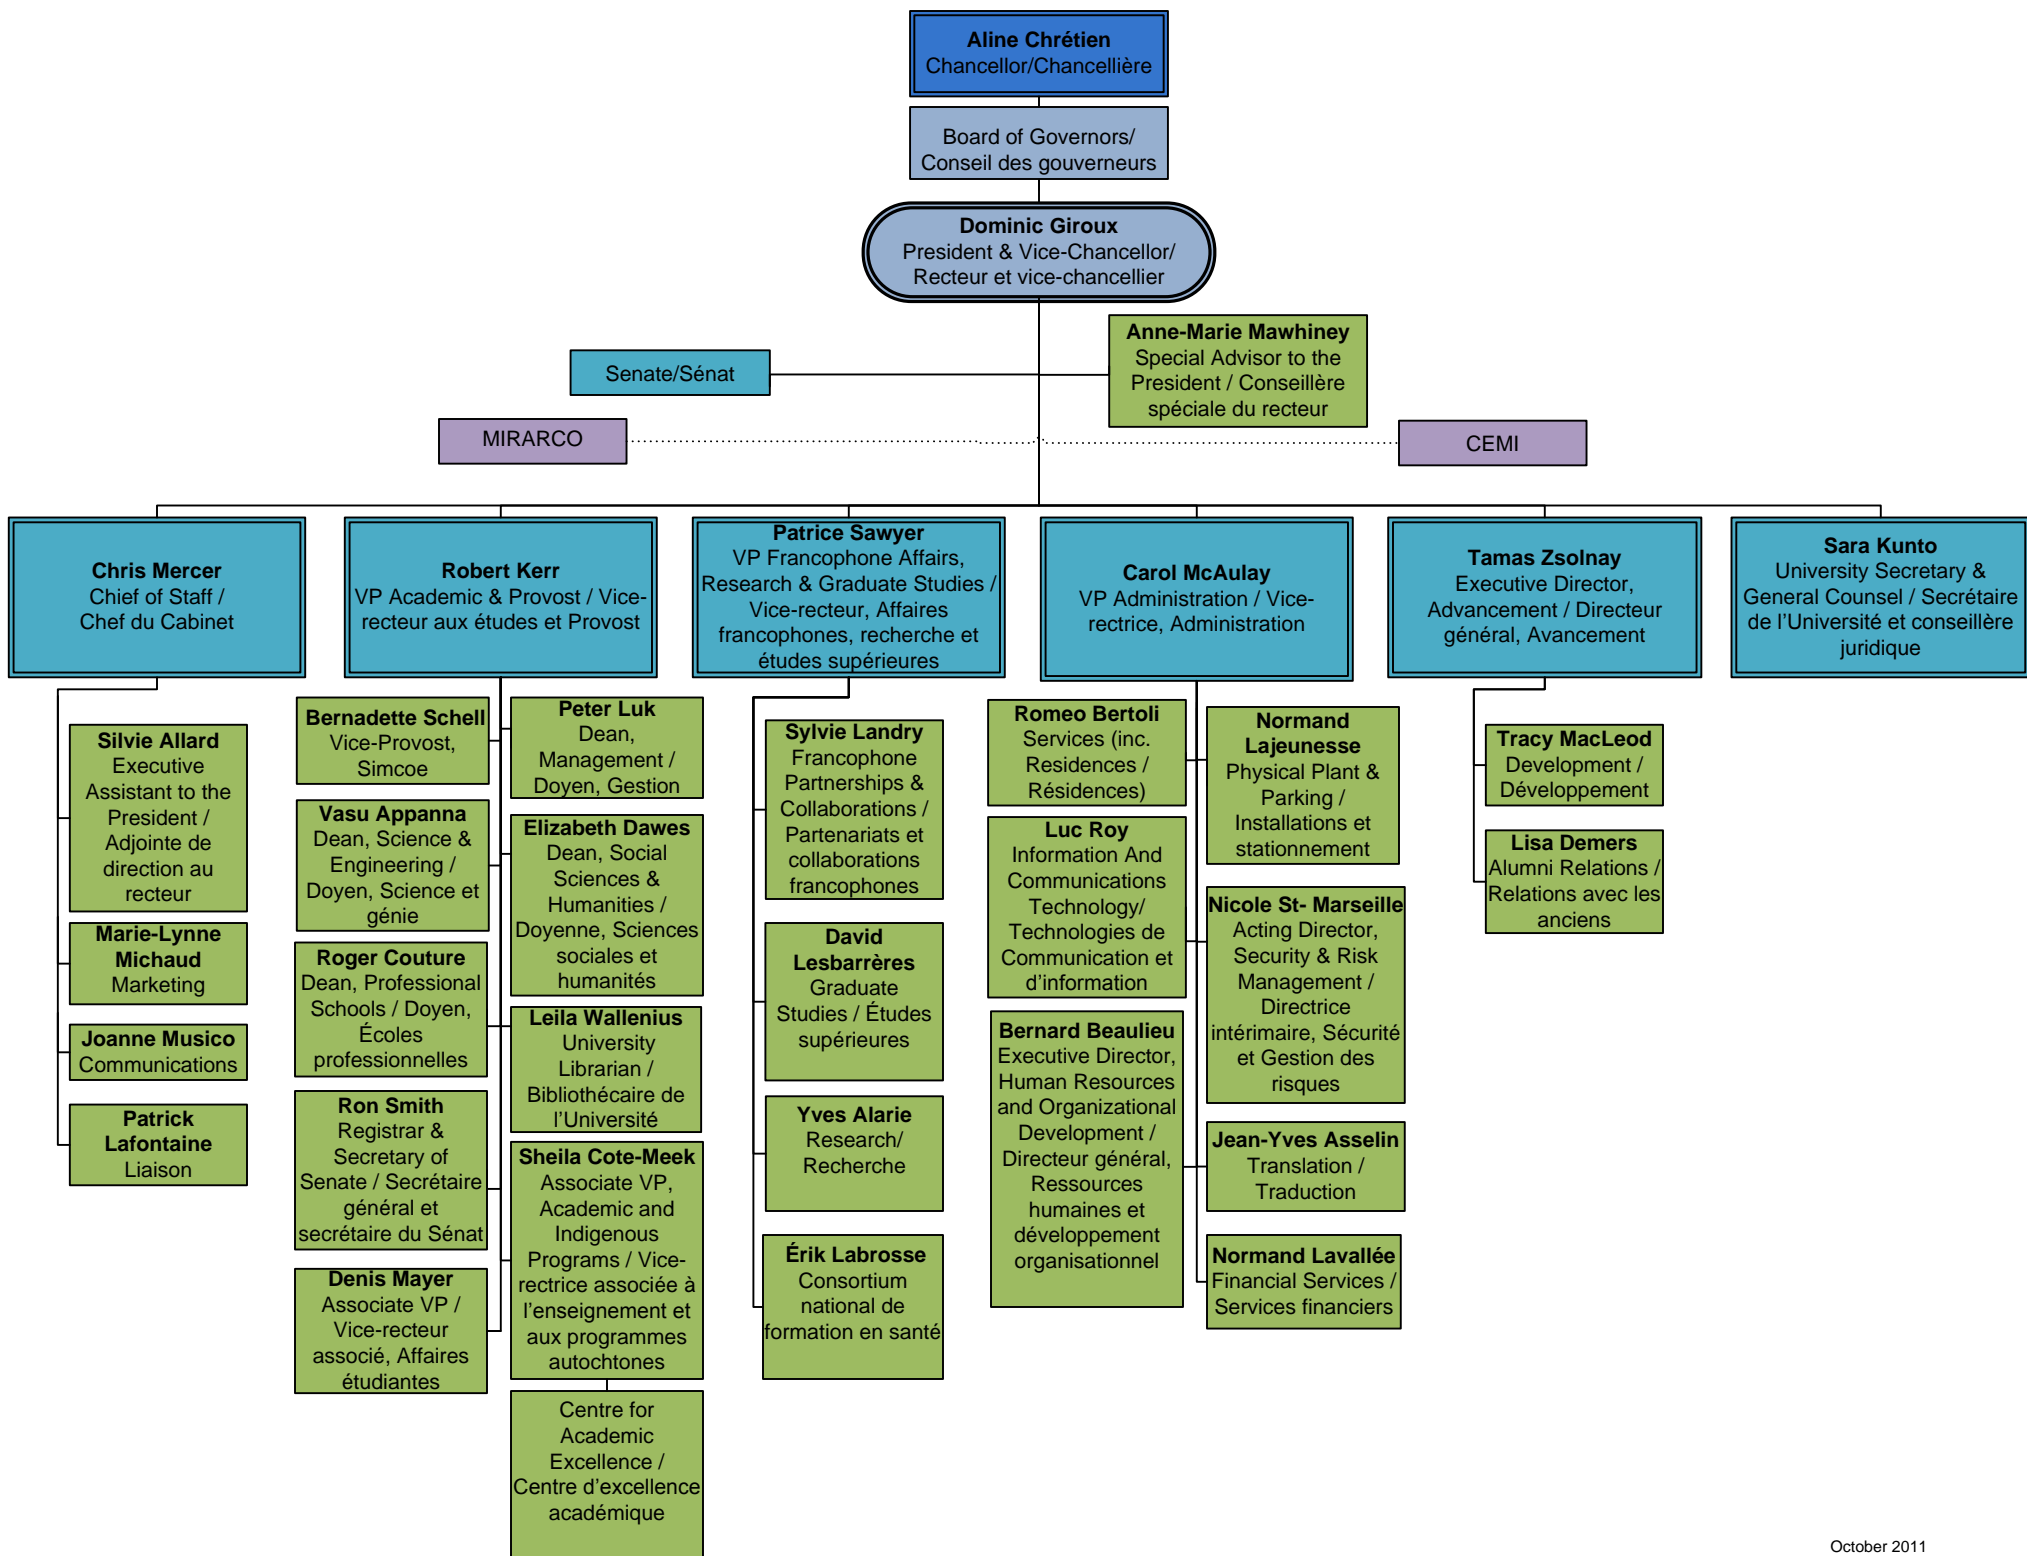 Aline Chrétien
Chancellor/Chancellière
Board of Governors/
Conseil des gouverneurs
Dominic Giroux
President & Vice-Chancellor/
Recteur et vice-chancellier
Anne-Marie Mawhiney
Special Advisor to the
President / Conseillère
spéciale du recteur
Senate/Sénat
MIRARCO
CEMI
Chris Mercer
Chief of Staff /
Chef du Cabinet
Robert Kerr
VP Academic & Provost / Vice-
recteur aux études et Provost
Patrice Sawyer
VP Francophone Affairs,
Research & Graduate Studies /
Vice-recteur, Affaires
francophones, recherche et
études supérieures
Carol McAulay
VP Administration / Vice-
rectrice, Administration
Tamas Zsolnay
Executive Director,
Advancement / Directeur
général, Avancement
Sara Kunto
University Secretary &
General Counsel / Secrétaire
de l’Université et conseillère
juridique
Silvie Allard
Executive
Assistant to the
President /
Adjointe de
direction au
recteur
Marie-Lynne
Michaud
Marketing
Joanne Musico
Communications
Patrick
Lafontaine
Liaison
Bernadette Schell
Vice-Provost,
Simcoe
Vasu Appanna
Dean, Science &
Engineering /
Doyen, Science et
génie
Roger Couture
Dean, Professional
Schools / Doyen,
Écoles
professionnelles
Ron Smith
Registrar &
Secretary of
Senate / Secrétaire
général et
secrétaire du Sénat
Denis Mayer
Associate VP /
Vice-recteur
associé, Affaires
étudiantes
Peter Luk
Dean,
Management /
Doyen, Gestion
Elizabeth Dawes
Dean, Social
Sciences &
Humanities /
Doyenne, Sciences
sociales et
humanités
Leila Wallenius
University
Librarian /
Bibliothécaire de
l’Université
Sheila Cote-Meek
Associate VP,
Academic and
Indigenous
Programs / Vice-
rectrice associée à
l’enseignement et
aux programmes
autochtones
Centre for
Academic
Excellence /
Centre d’excellence
académique
Sylvie Landry
Francophone
Partnerships &
Collaborations /
Partenariats et
collaborations
francophones
David
Lesbarrères
Graduate
Studies / Études
supérieures
Yves Alarie
Research/
Recherche
Érik Labrosse
Consortium
national de
formation en santé
Romeo Bertoli
Services (inc.
Residences /
Résidences)
Luc Roy
Information And
Communications
Technology/
Technologies de
Communication et
d’information
Bernard Beaulieu
Executive Director,
Human Resources
and Organizational
Development /
Directeur général,
Ressources
humaines et
développement
organisationnel
Normand
Lajeunesse
Physical Plant &
Parking /
Installations et
stationnement
Nicole St- Marseille
Acting Director,
Security & Risk
Management /
Directrice
intérimaire, Sécurité
et Gestion des
risques
Jean-Yves Asselin
Translation /
Traduction
Normand Lavallée
Financial Services /
Services financiers
Tracy MacLeod
Development /
Développement
Lisa Demers
Alumni Relations /
Relations avec les
anciens
October 2011